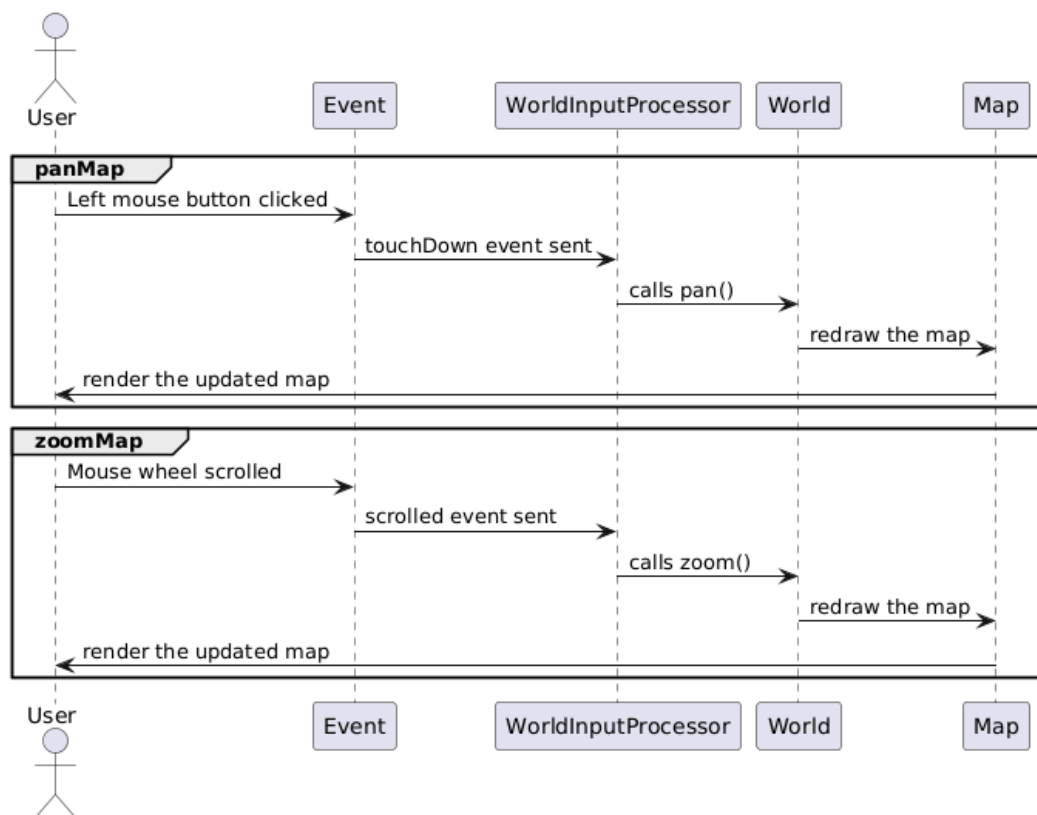 User
Event
WorldInputProcessor
World
Map
panMap
Left mouse button clicked
touchDown event sent
calls pan()
redraw the map
render the updated map
zoomMap
Mouse wheel scrolled
scrolled event sent
calls zoom()
redraw the map
render the updated map
User
Event
WorldInputProcessor
World
Map